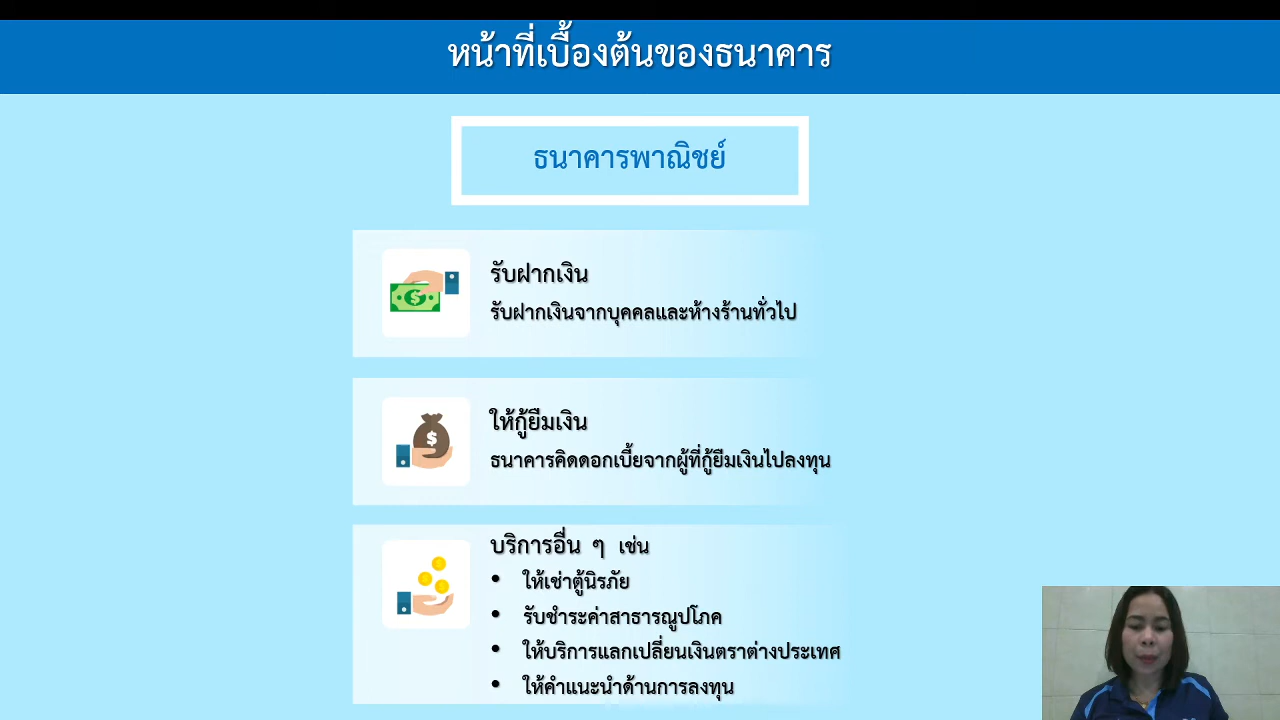 หน้าที่เบื้องต้นของธนาคาร
ธนาคารพาณิชย์
รับฝากเงิน
รับฝากเงินจากบุคคลและห้างร้านทั่วไป
ให้กู้ยืมเงิน
ธนาคารคิดดอกเบี้ยจากผู้ที่กู้ยืมเงินไปลงทุน
บริการอื่น ๆ เช่น
• ให้เช่าตู้นิรภัย
• รับชำระค่าสาธารณูปโภค
• ให้บริการแลกเปลี่ยนเงินตราต่างประเทศ
• ให้คำแนะนำด้านการลงทุน